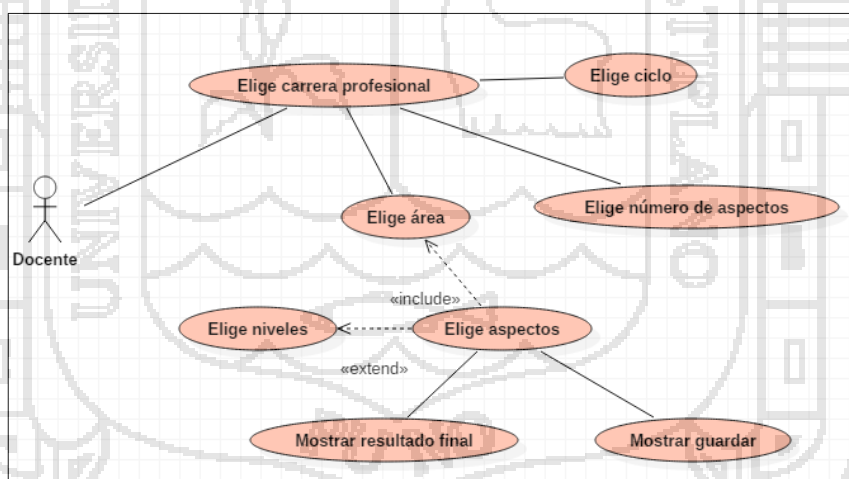 Elige carrera profesional
Elige ciclo
Elige área
Elige número de aspectos
Docente
«include»
Elige niveles
Elige aspectos
«extend»
Mostrar resultado final
Mostrar guardar